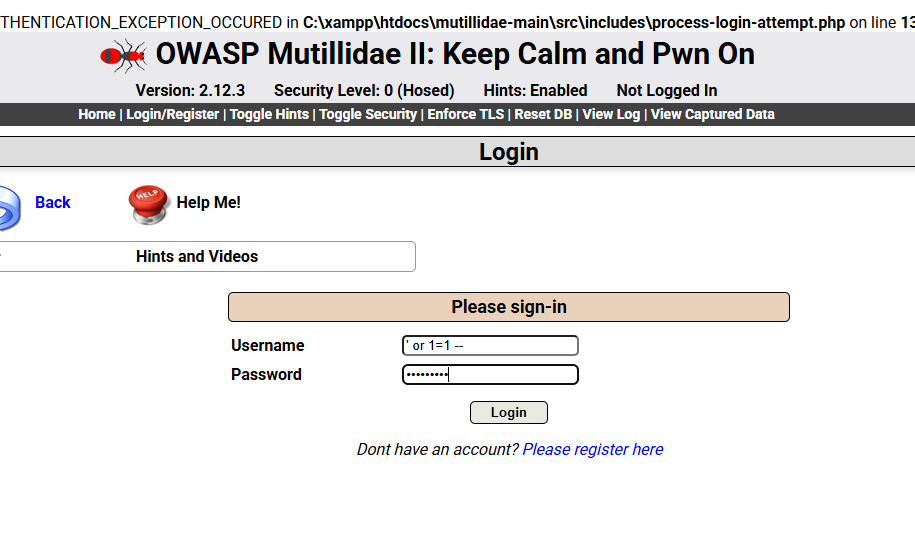 THENTICATION_EXCEPTION_OCCURED in C:\xampp\htdocs\mutillidae-main\src\includes\process-login-attempt.php on line 13
OWASP Mutillidae II: Keep Calm and Pwn On
Version: 2.12.3 Security Level: 0 (Hosed) Hints: Enabled Not Logged In
Home | Login/Register | Toggle Hints | Toggle Security | Enforce TLS | Reset DB | View Log | View Captured Data
Login
Back
HELP
Help Me!
Hints and Videos
Please sign-in
Username ' or 1=1 --
Password •••••••••
Login
Dont have an account? Please register here